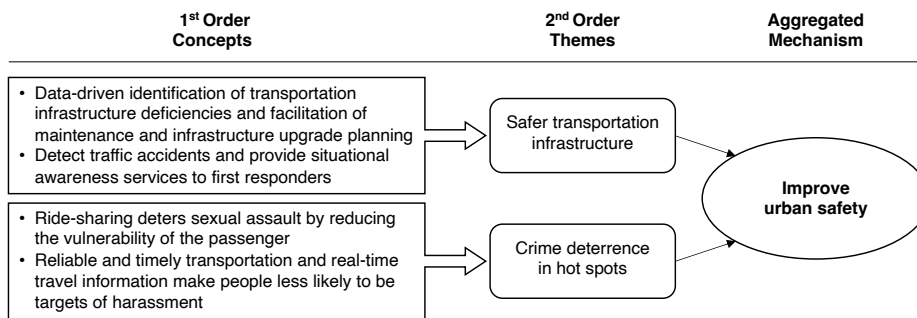 1st Order
Concepts
2nd Order
Themes
Aggregated
Mechanism
• Data-driven identification of transportation
infrastructure deficiencies and facilitation of
maintenance and infrastructure upgrade planning
• Detect traffic accidents and provide situational
awareness services to first responders
Safer transportation
infrastructure
Improve
urban safety
• Ride-sharing deters sexual assault by reducing
the vulnerability of the passenger
• Reliable and timely transportation and real-time
travel information make people less likely to be
targets of harassment
Crime deterrence
in hot spots